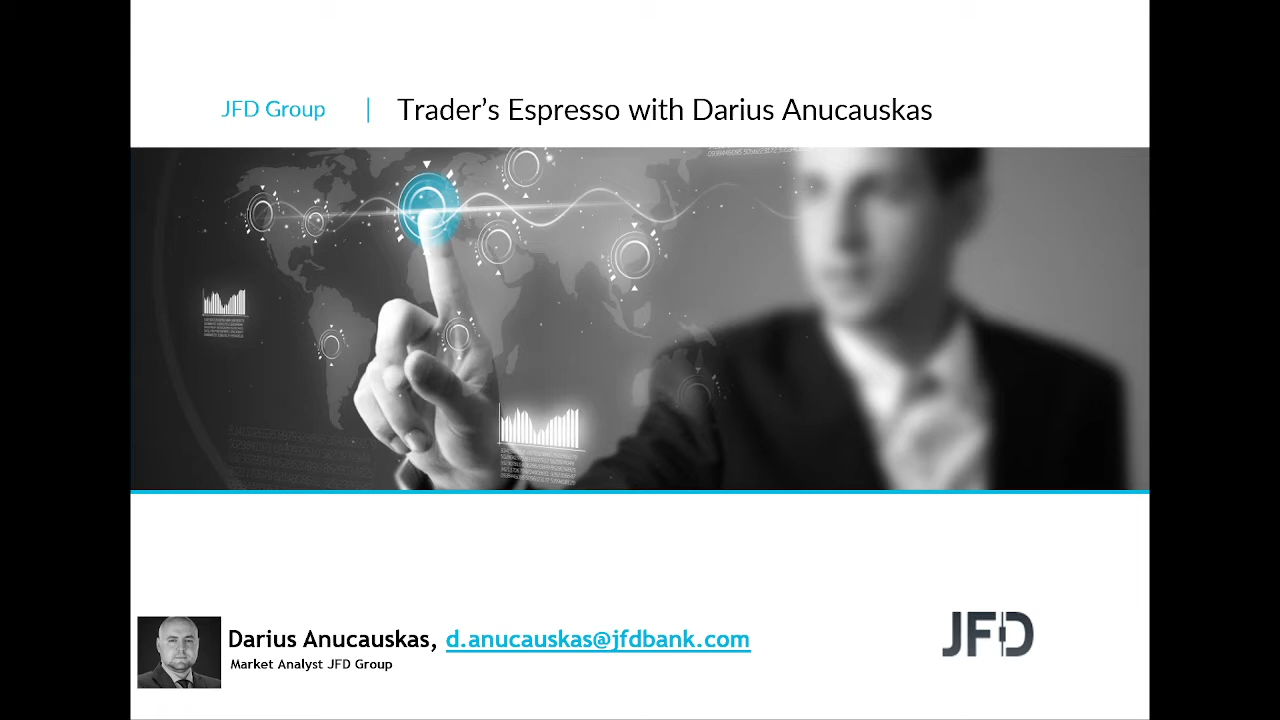 JFD Group | Trader's Espresso with Darius Anucauskas
Darius Anucauskas, d.anucauskas@jfdbank.com
Market Analyst JFD Group
JFD